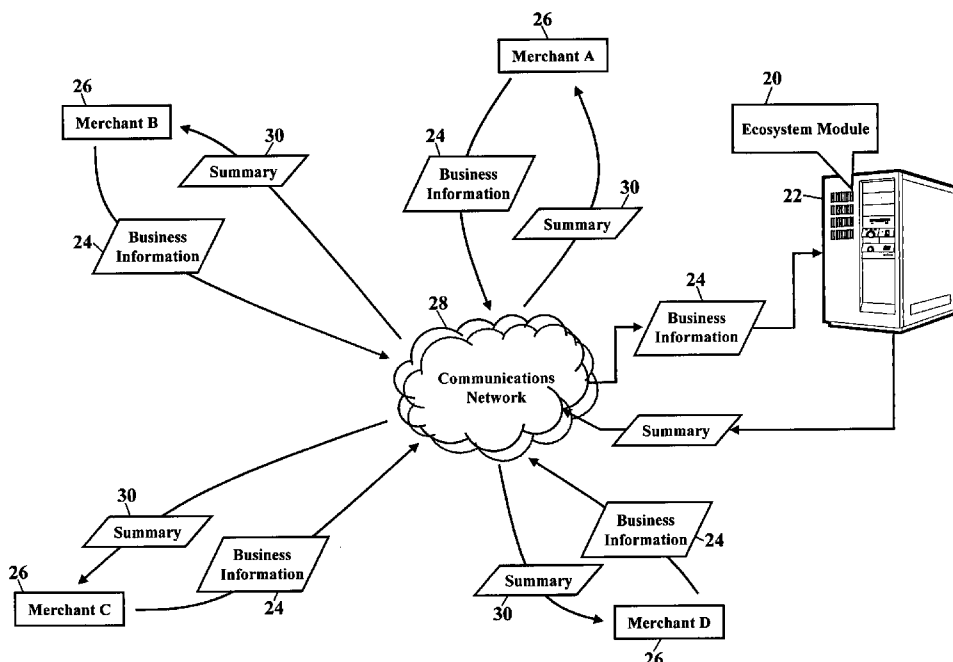 26
Merchant A
20
Ecosystem Module
26
Merchant B
30
Summary
24
Business
Information
30
Summary
22
24
Business
Information
24
Business
Information
28
Communications
Network
Summary
30
Summary
24
Business
Information
Business
Information
24
26
Merchant C
Summary
30
Merchant D
26